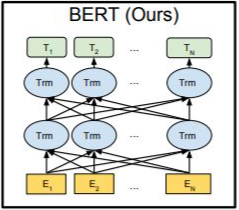 BERT (Ours)
T1 T2 ... TN
Trm Trm ... Trm
Trm Trm ... Trm
E1 E2 ... EN